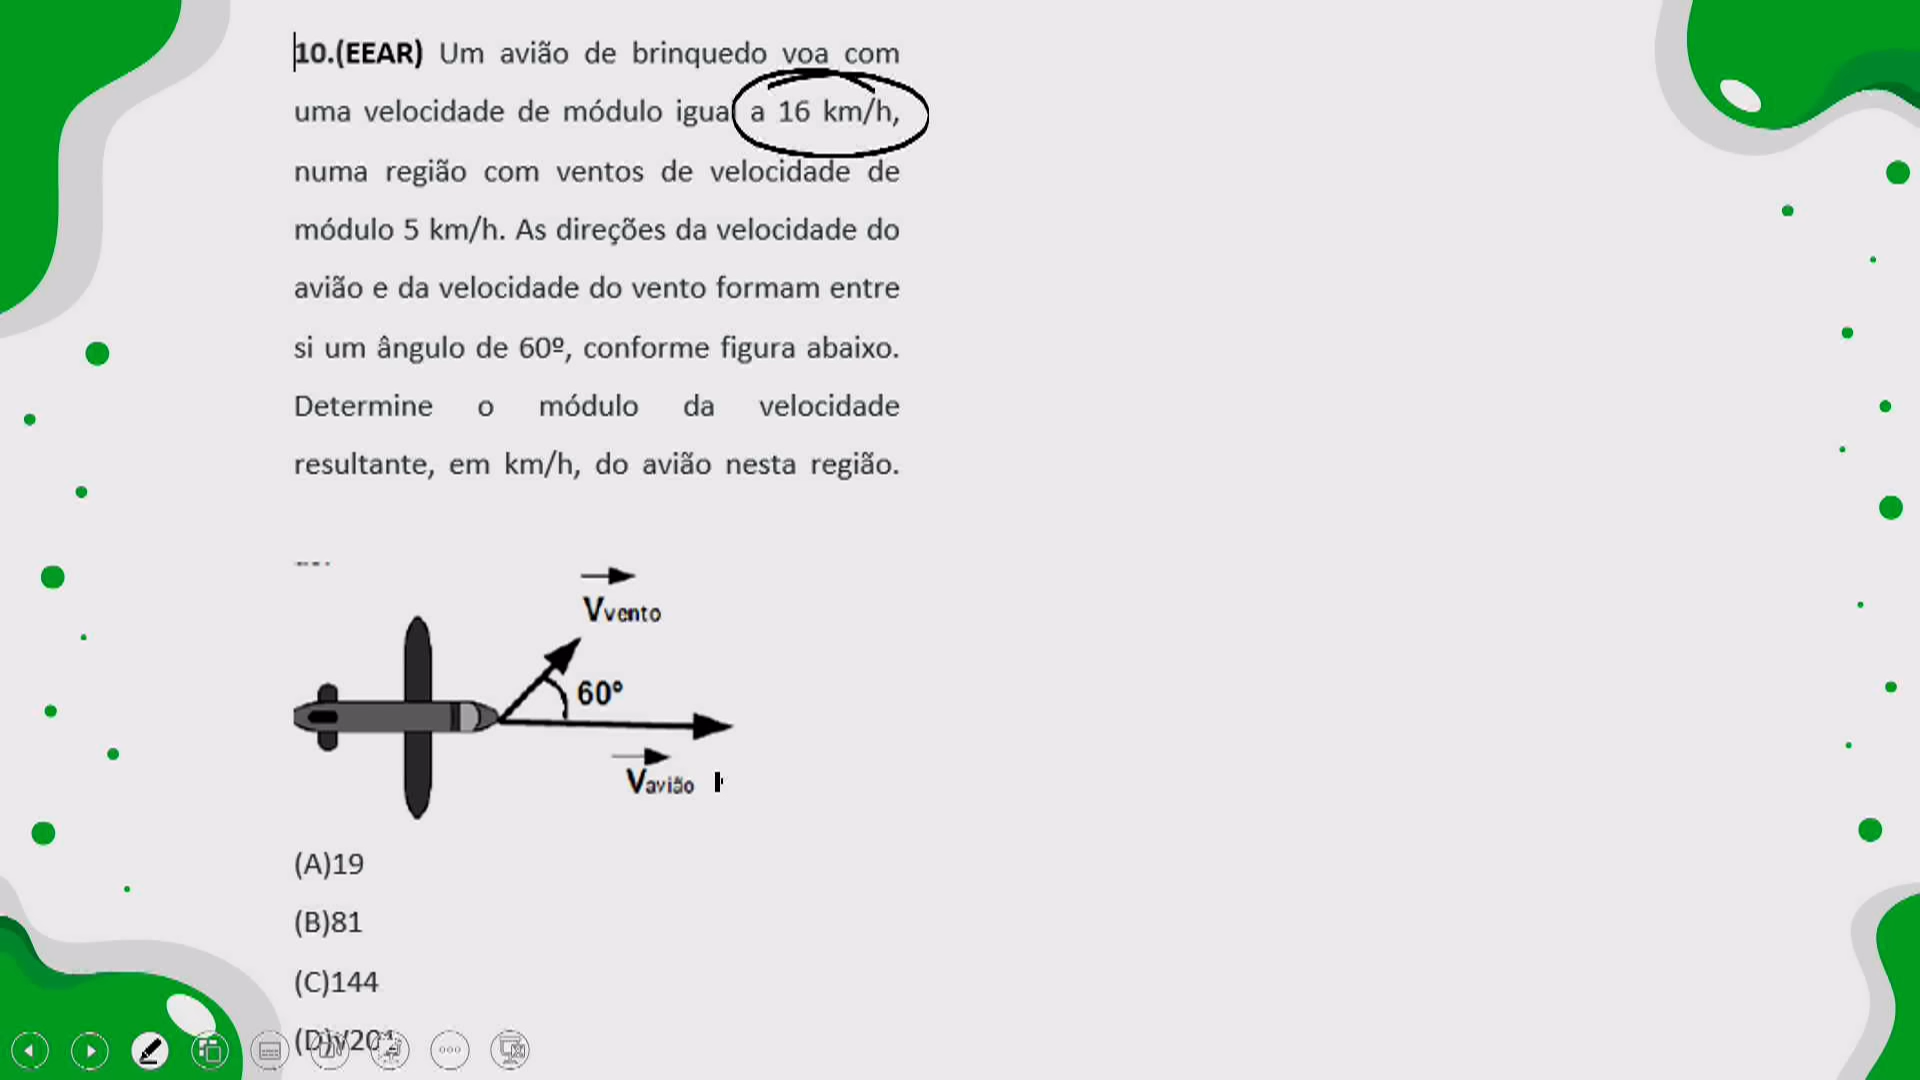 10.(EEAR) Um avião de brinquedo voa com
uma velocidade de módulo igual a 16 km/h,
numa região com ventos de velocidade de
módulo 5 km/h. As direções da velocidade do
avião e da velocidade do vento formam entre
si um ângulo de 60º, conforme figura abaixo.
Determine o módulo da velocidade
resultante, em km/h, do avião nesta região.
Vvento
60°
Vavião
(A)19
(B)81
(C)144
(D)√201